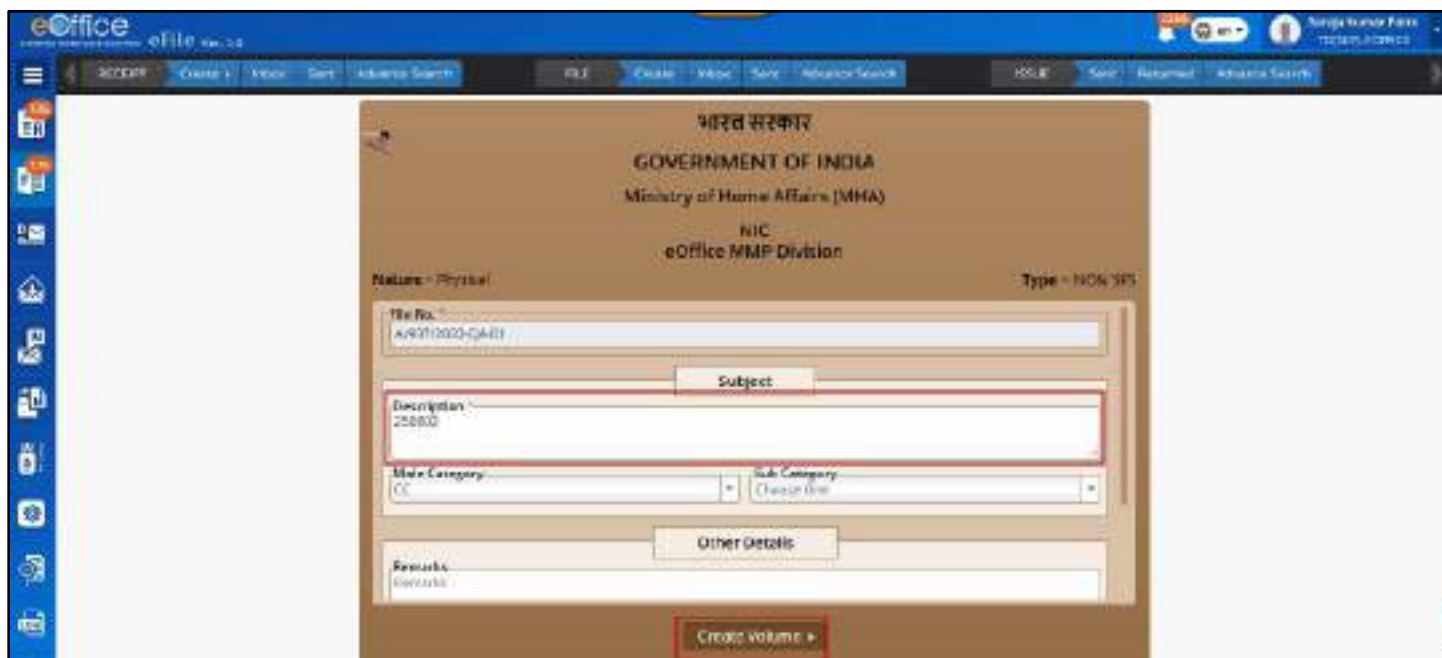 eOffice
eFile
en
RECEIPT Create Inbox Sent Advance Search FILE Create Inbox Sent Advance Search ISSUE Sent Returned Advance Search
भारत सरकार
GOVERNMENT OF INDIA
Ministry of Home Affairs (MHA)
NIC
eOffice MMP Division
Nature - Physical Type - NON SFS
File No. *
Subject
Description *
Main Category Sub Category
CC Choose One
Other Details
Remarks
Remarks
Create Volume